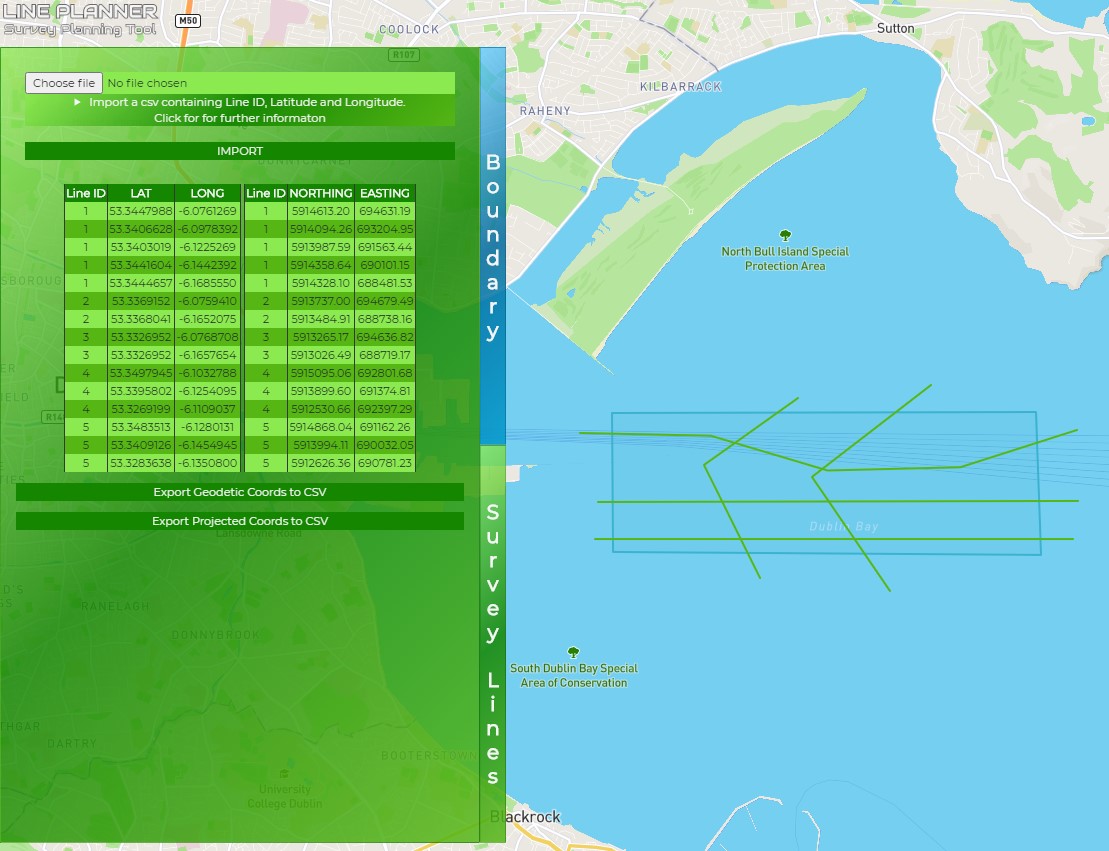 LINE PLANNER
Survey Planning Tool
M50
COOLOCK
Sutton
R107
KILBARRACK
RAHENY
Choose file No file chosen
► Import a csv containing Line ID, Latitude and Longitude.
Click for for further informaton
IMPORT
DONNYCARNEY
Boundary
Line ID LAT LONG Line ID NORTHING EASTING
1 53.3447988 -6.0761269 1 5914613.20 694631.19
1 53.3406628 -6.0978392 1 5914094.26 693204.95
1 53.3403019 -6.1225269 1 5913987.59 691563.44
1 53.3441604 -6.1442392 1 5914358.64 690101.15
1 53.3444657 -6.1685550 1 5914328.10 688481.53
2 53.3369152 -6.0759410 2 5913737.00 694679.49
2 53.3368041 -6.1652075 2 5913484.91 688738.16
3 53.3326952 -6.0768708 3 5913265.17 694636.82
3 53.3326952 -6.1657654 3 5913026.49 688719.17
4 53.3497945 -6.1032788 4 5915095.06 692801.68
4 53.3395802 -6.1254095 4 5913899.60 691374.81
4 53.3269199 -6.1109037 4 5912530.66 692397.29
5 53.3483513 -6.1280131 5 5914868.04 691162.26
5 53.3409126 -6.1454945 5 5913994.11 690032.05
5 53.3283638 -6.1350800 5 5912626.36 690781.23
North Bull Island Special
Protection Area
Export Geodetic Coords to CSV
Export Projected Coords to CSV
Lansdowne Road
Survey Lines
Dublin Bay
RANELAGH
DONNYBROOK
South Dublin Bay Special
Area of Conservation
DARTRY
BOOTERSTOWN
University
College Dublin
Blackrock